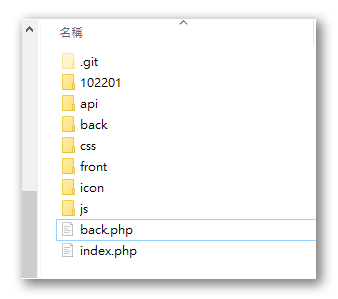 名稱
.git
102201
api
back
css
front
icon
js
back.php
index.php